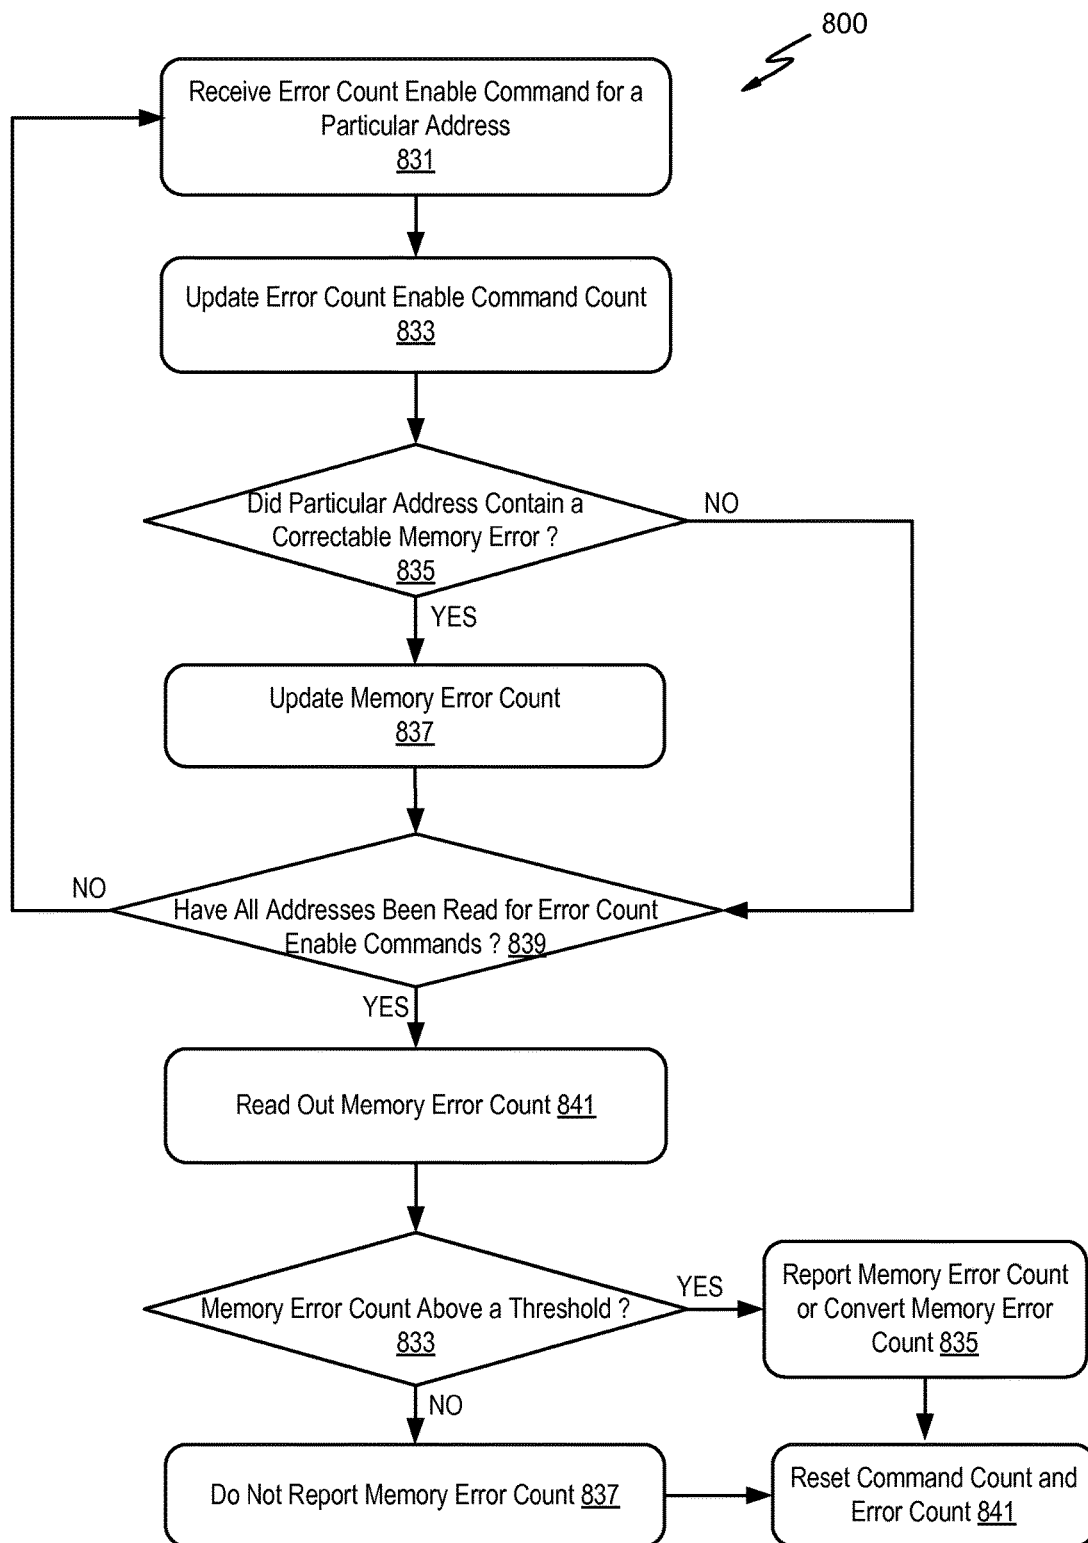 800
Receive Error Count Enable Command for a
Particular Address
831
Update Error Count Enable Command Count
833
Did Particular Address Contain a
Correctable Memory Error ?
835
NO
YES
Update Memory Error Count
837
NO
Have All Addresses Been Read for Error Count
Enable Commands ? 839
YES
Read Out Memory Error Count 841
Memory Error Count Above a Threshold ?
833
YES
Report Memory Error Count
or Convert Memory Error
Count 835
NO
Do Not Report Memory Error Count 837
Reset Command Count and
Error Count 841